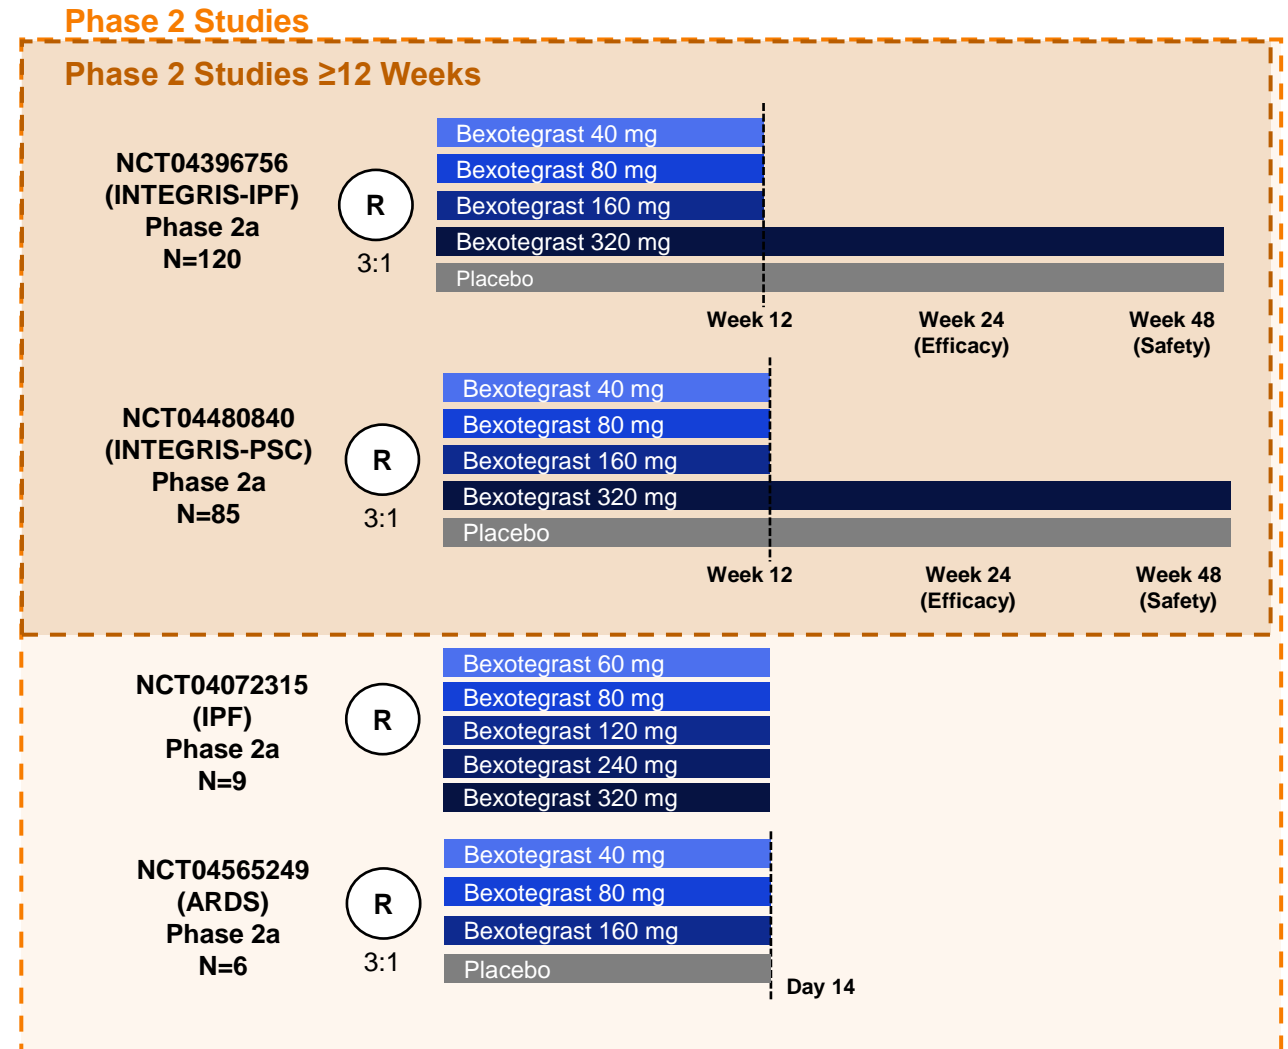 Phase 2 Studies
Phase 2 Studies ≥12 Weeks
NCT04396756
(INTEGRIS-IPF)
Phase 2a
N=120
R
3:1
Bexotegrast 40 mg
Bexotegrast 80 mg
Bexotegrast 160 mg
Bexotegrast 320 mg
Placebo
Week 12
Week 24
(Efficacy)
Week 48
(Safety)
NCT04480840
(INTEGRIS-PSC)
Phase 2a
N=85
R
3:1
Bexotegrast 40 mg
Bexotegrast 80 mg
Bexotegrast 160 mg
Bexotegrast 320 mg
Placebo
Week 12
Week 24
(Efficacy)
Week 48
(Safety)
NCT04072315
(IPF)
Phase 2a
N=9
R
Bexotegrast 60 mg
Bexotegrast 80 mg
Bexotegrast 120 mg
Bexotegrast 240 mg
Bexotegrast 320 mg
NCT04565249
(ARDS)
Phase 2a
N=6
R
3:1
Bexotegrast 40 mg
Bexotegrast 80 mg
Bexotegrast 160 mg
Placebo
Day 14